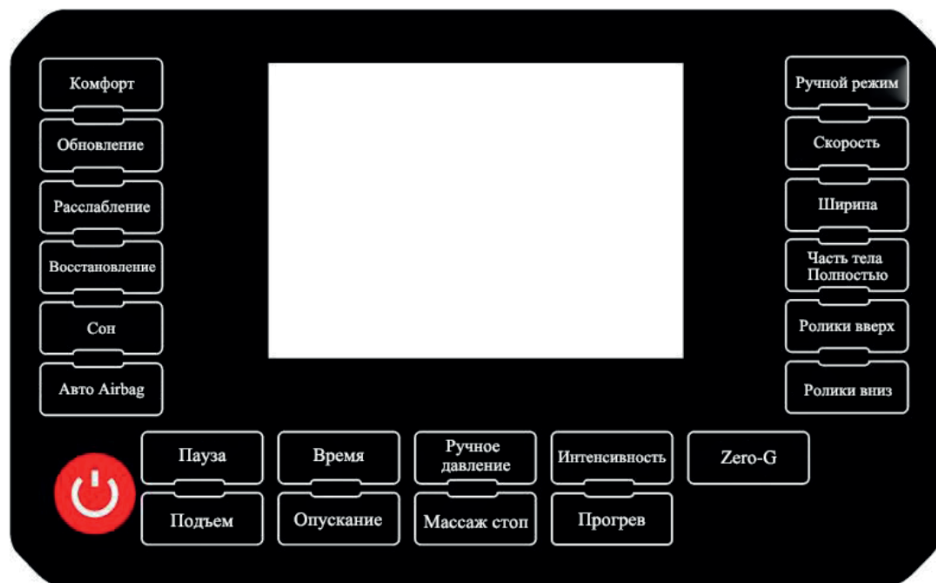 Комфорт
Обновление
Расслабление
Восстановление
Сон
Авто Airbag
Ручной режим
Скорость
Ширина
Часть тела
Полностью
Ролики вверх
Ролики вниз
Пауза
Время
Ручное
давление
Интенсивность
Zero-G
Подъем
Опускание
Массаж стоп
Прогрев